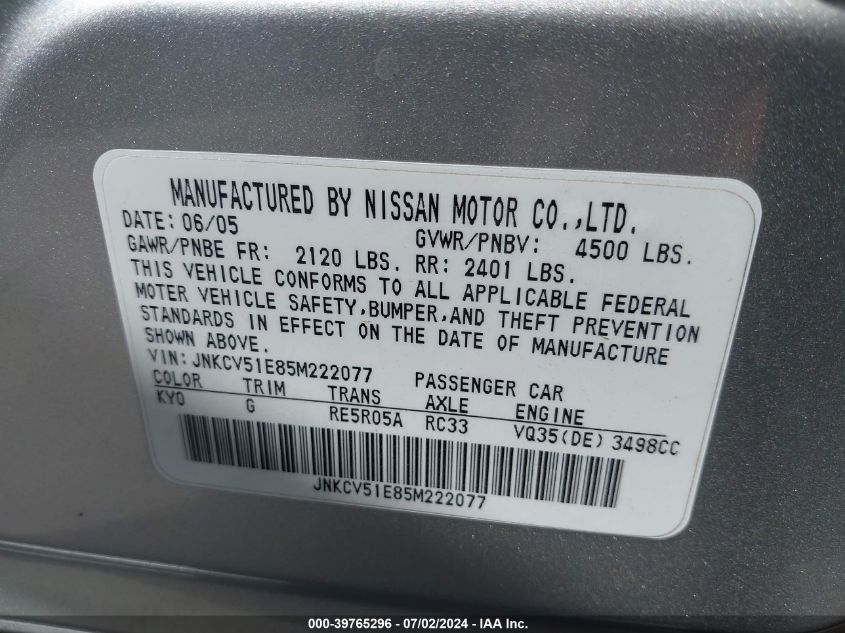 MANUFACTURED BY NISSAN MOTOR CO.,LTD.
DATE: 06/05 GVWR/PNBV: 4500 LBS.
GAWR/PNBE FR: 2120 LBS. RR: 2401 LBS.
THIS VEHICLE CONFORMS TO ALL APPLICABLE FEDERAL
MOTER VEHICLE SAFETY,BUMPER,AND THEFT PREVENTION
STANDARDS IN EFFECT ON THE DATE OF MANUFACTURE
SHOWN ABOVE.
VIN: JNKCV51E85M222077 PASSENGER CAR
COLOR TRIM TRANS AXLE ENGINE
KYO G RE5R05A RC33 VQ35(DE) 3498CC
JNKCV51E85M222077
000-39765296 - 07/02/2024 - IAA Inc.